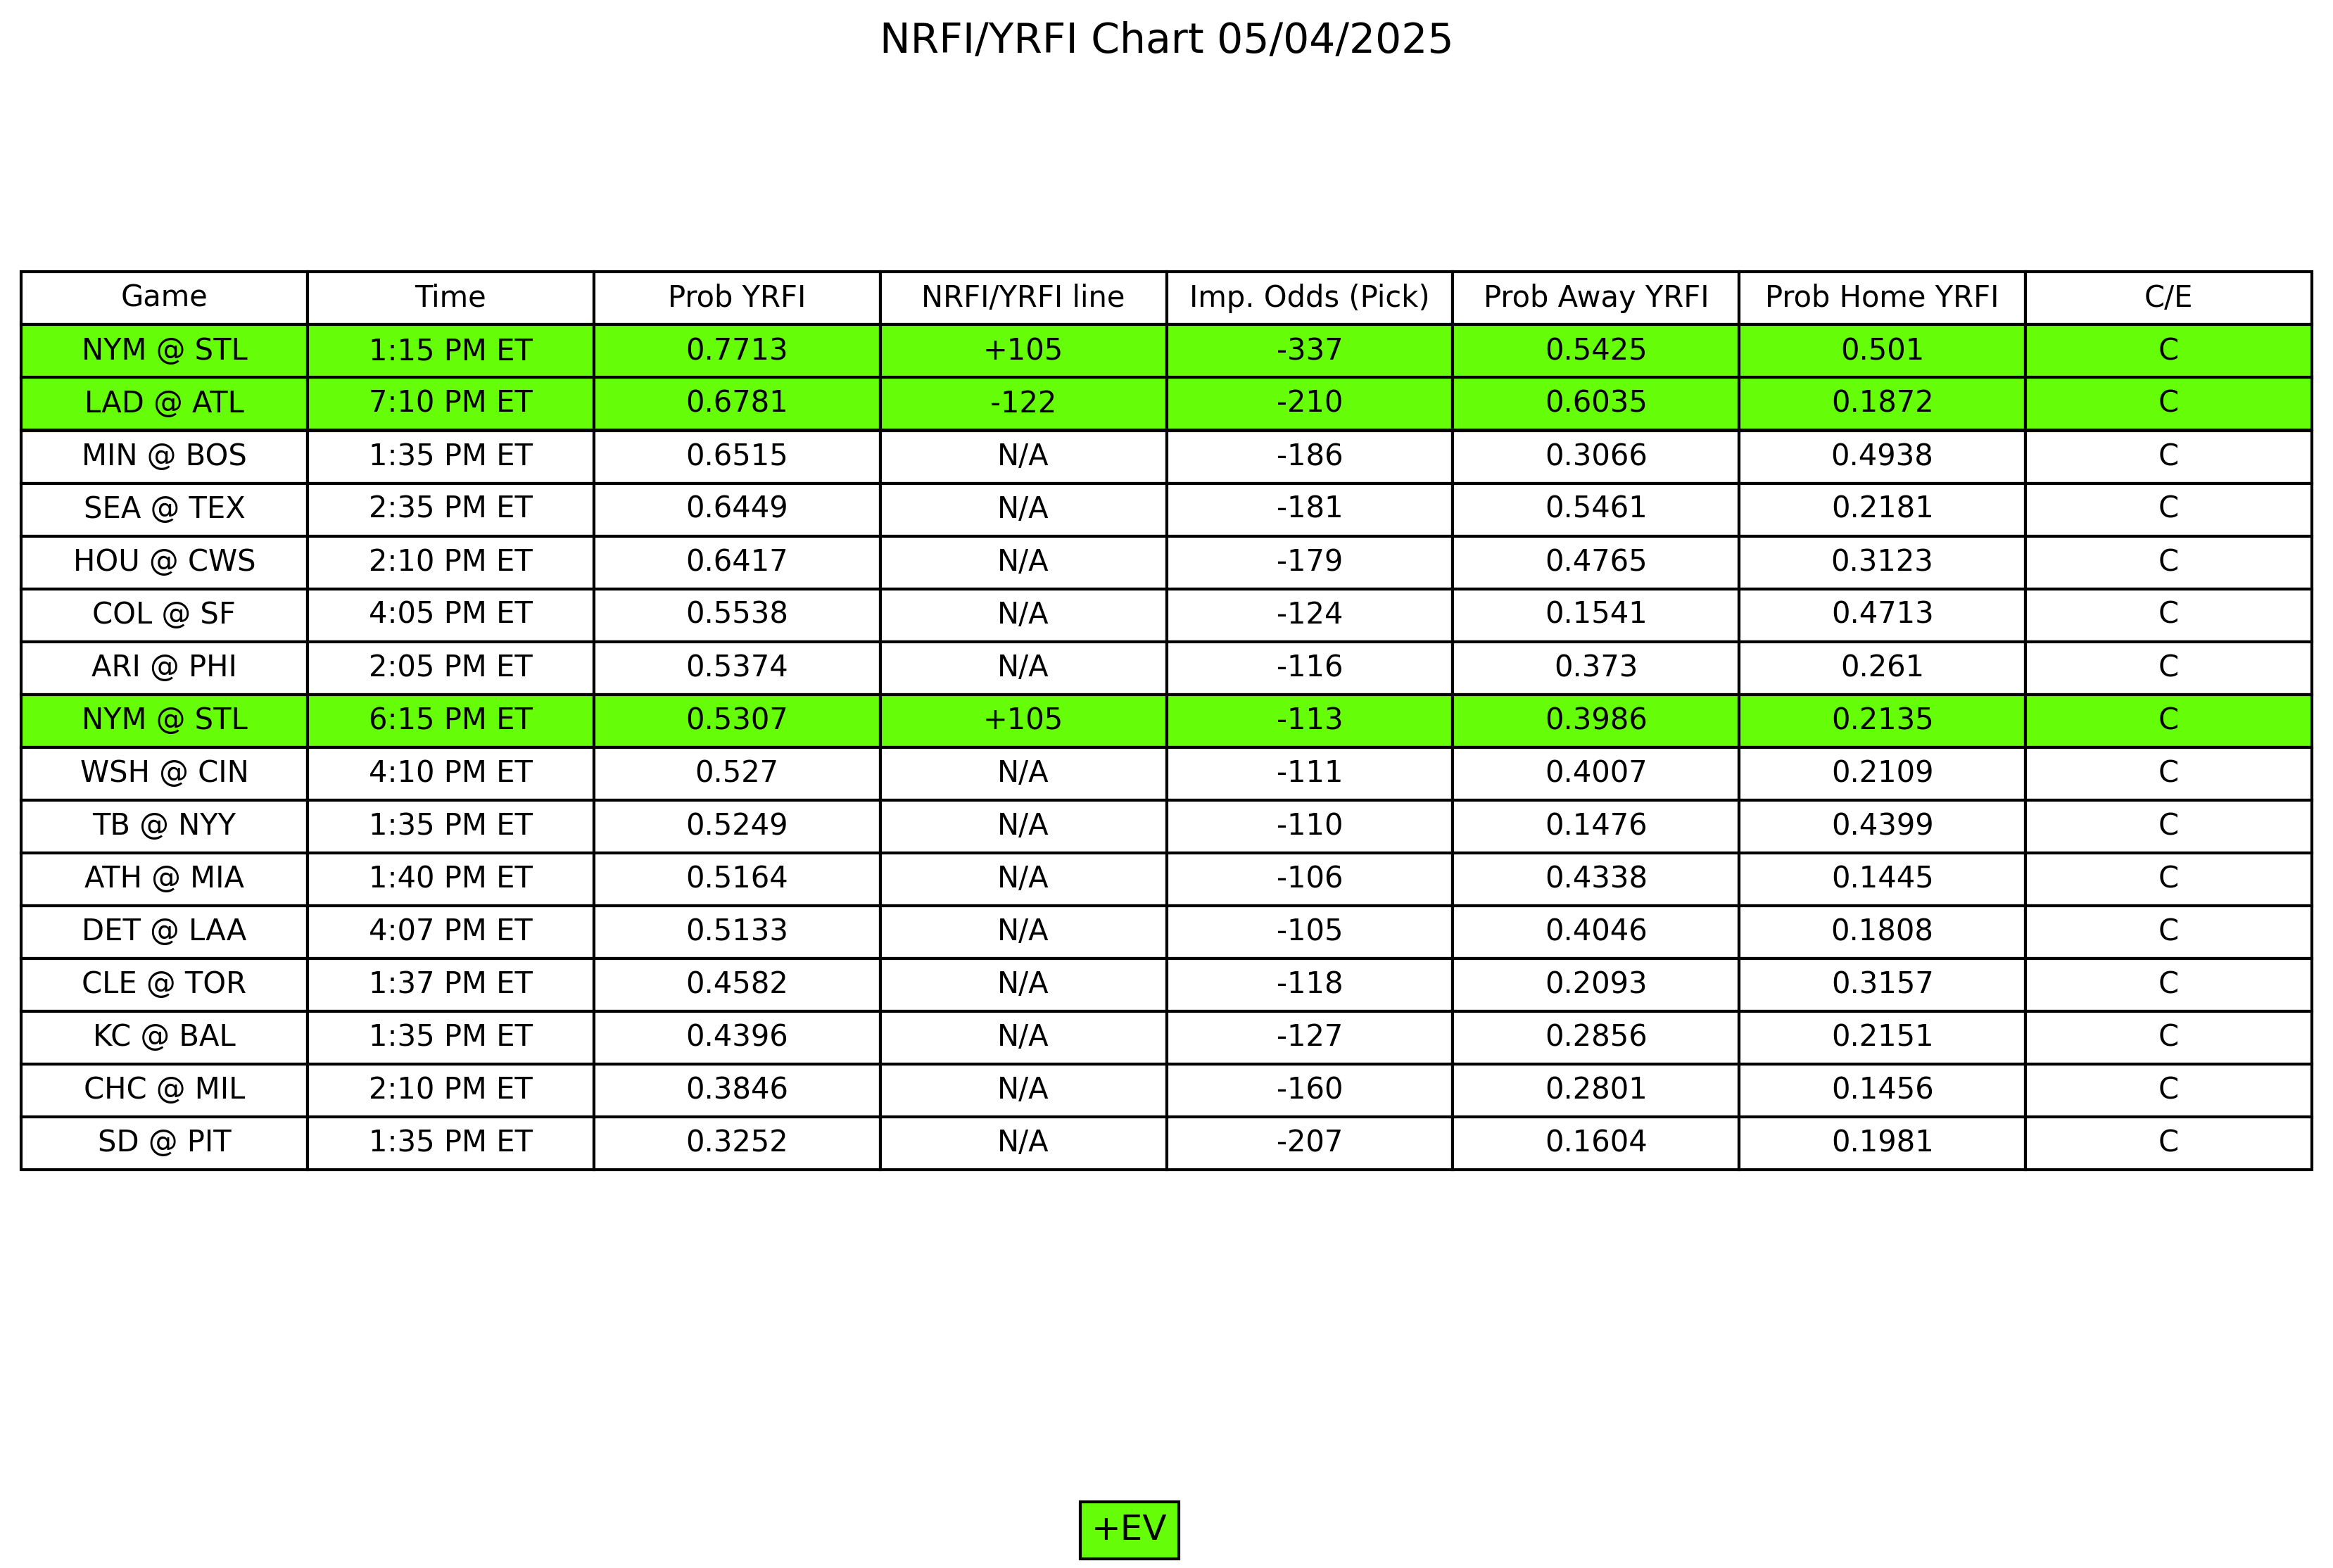 NRFI/YRFI Chart 05/04/2025
Game Time Prob YRFI NRFI/YRFI line Imp. Odds (Pick) Prob Away YRFI Prob Home YRFI C/E
NYM @ STL 1:15 PM ET 0.7713 +105 -337 0.5425 0.501 C
LAD @ ATL 7:10 PM ET 0.6781 -122 -210 0.6035 0.1872 C
MIN @ BOS 1:35 PM ET 0.6515 N/A -186 0.3066 0.4938 C
SEA @ TEX 2:35 PM ET 0.6449 N/A -181 0.5461 0.2181 C
HOU @ CWS 2:10 PM ET 0.6417 N/A -179 0.4765 0.3123 C
COL @ SF 4:05 PM ET 0.5538 N/A -124 0.1541 0.4713 C
ARI @ PHI 2:05 PM ET 0.5374 N/A -116 0.373 0.261 C
NYM @ STL 6:15 PM ET 0.5307 +105 -113 0.3986 0.2135 C
WSH @ CIN 4:10 PM ET 0.527 N/A -111 0.4007 0.2109 C
TB @ NYY 1:35 PM ET 0.5249 N/A -110 0.1476 0.4399 C
ATH @ MIA 1:40 PM ET 0.5164 N/A -106 0.4338 0.1445 C
DET @ LAA 4:07 PM ET 0.5133 N/A -105 0.4046 0.1808 C
CLE @ TOR 1:37 PM ET 0.4582 N/A -118 0.2093 0.3157 C
KC @ BAL 1:35 PM ET 0.4396 N/A -127 0.2856 0.2151 C
CHC @ MIL 2:10 PM ET 0.3846 N/A -160 0.2801 0.1456 C
SD @ PIT 1:35 PM ET 0.3252 N/A -207 0.1604 0.1981 C
+EV